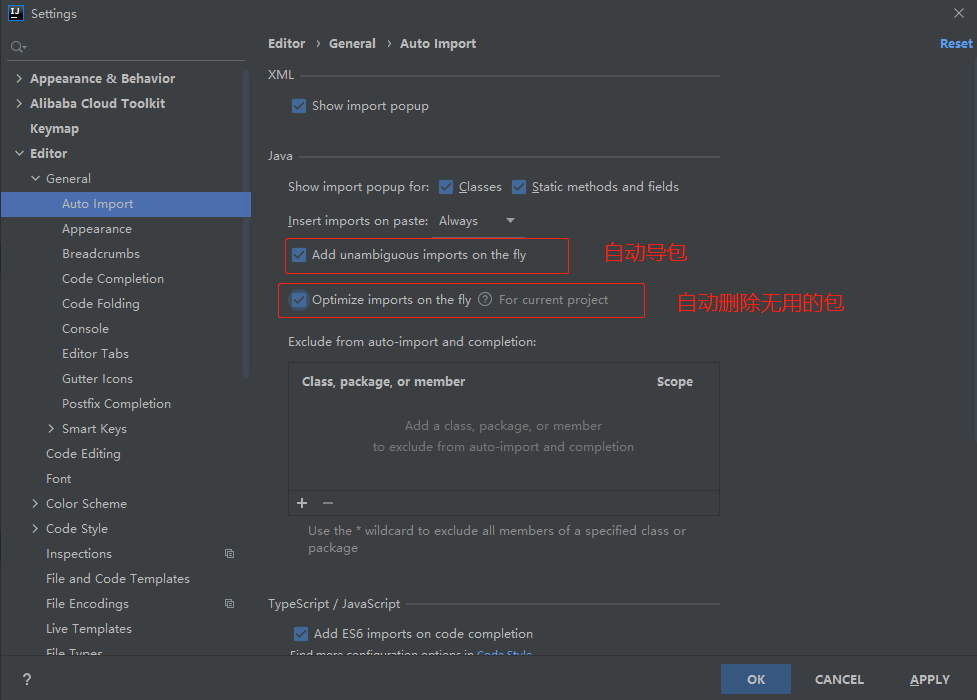 IJ Settings
Editor › General › Auto Import Reset
Appearance & Behavior
Alibaba Cloud Toolkit
Keymap
Editor
General
Auto Import
Appearance
Breadcrumbs
Code Completion
Code Folding
Console
Editor Tabs
Gutter Icons
Postfix Completion
Smart Keys
Code Editing
Font
Color Scheme
Code Style
Inspections
File and Code Templates
File Encodings
Live Templates
File Types
XML
Show import popup
Java
Show import popup for: Classes Static methods and fields
Insert imports on paste: Always
Add unambiguous imports on the fly 自动导包
Optimize imports on the fly ? For current project 自动删除无用的包
Exclude from auto-import and completion:
Class, package, or member Scope
Add a class, package, or member
to exclude from auto-import and completion
+ −
Use the * wildcard to exclude all members of a specified class or
package
TypeScript / JavaScript
Add ES6 imports on code completion
Find more configuration options in Code Style
? OK CANCEL APPLY